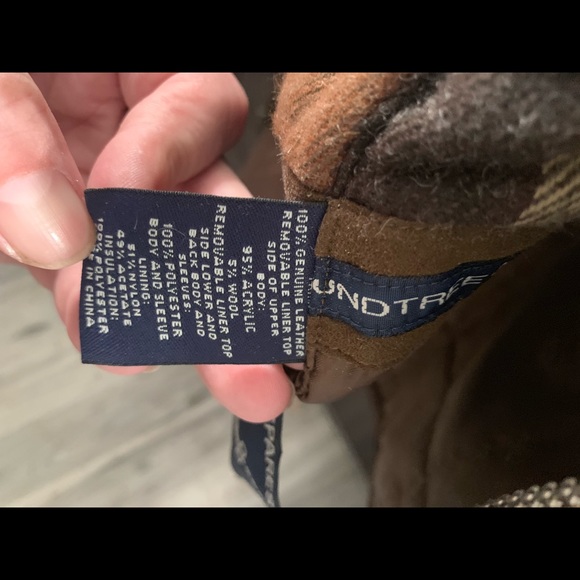 100% GENUINE LEATHER
REMOVABLE LINER TOP
SIDE OF UPPER
BODY:
95% ACRYLIC
5% WOOL
REMOVABLE LINER TOP
SIDE LOWER AND
BACK BODY AND
SLEEVES:
100% POLYESTER
BODY AND SLEEVE
LINING:
51% NYLON
49% ACETATE
INSULATION:
100% POLYESTER
IN CHINA
UNDTREE